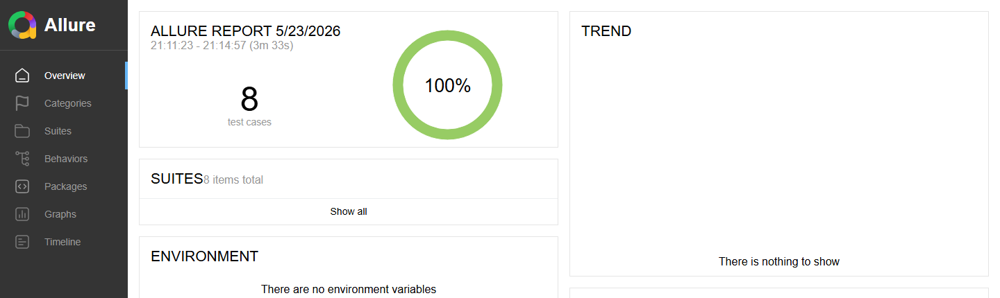 Allure
Overview
Categories
Suites
Behaviors
Packages
Graphs
Timeline
ALLURE REPORT 5/23/2026
21:11:23 - 21:14:57 (3m 33s)
8
test cases
100%
SUITES 8 items total
Show all
ENVIRONMENT
There are no environment variables
TREND
There is nothing to show